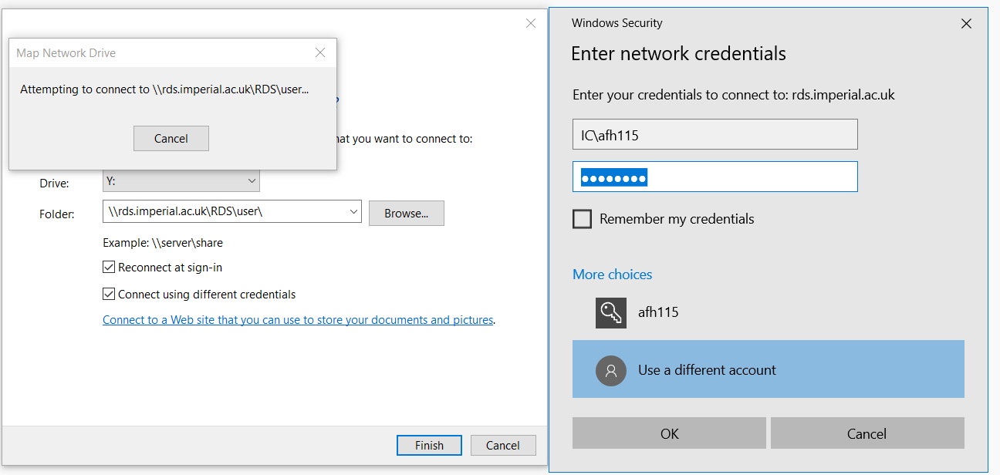 Map Network Drive
Attempting to connect to \\rds.imperial.ac.uk\RDS\user...
Cancel
that you want to connect to:
Drive:
Y:
Folder:
\\rds.imperial.ac.uk\RDS\user\
Browse...
Example: \\server\share
Reconnect at sign-in
Connect using different credentials
Connect to a Web site that you can use to store your documents and pictures.
Finish
Cancel
Windows Security
Enter network credentials
Enter your credentials to connect to: rds.imperial.ac.uk
IC\afh115
Remember my credentials
More choices
afh115
Use a different account
OK
Cancel